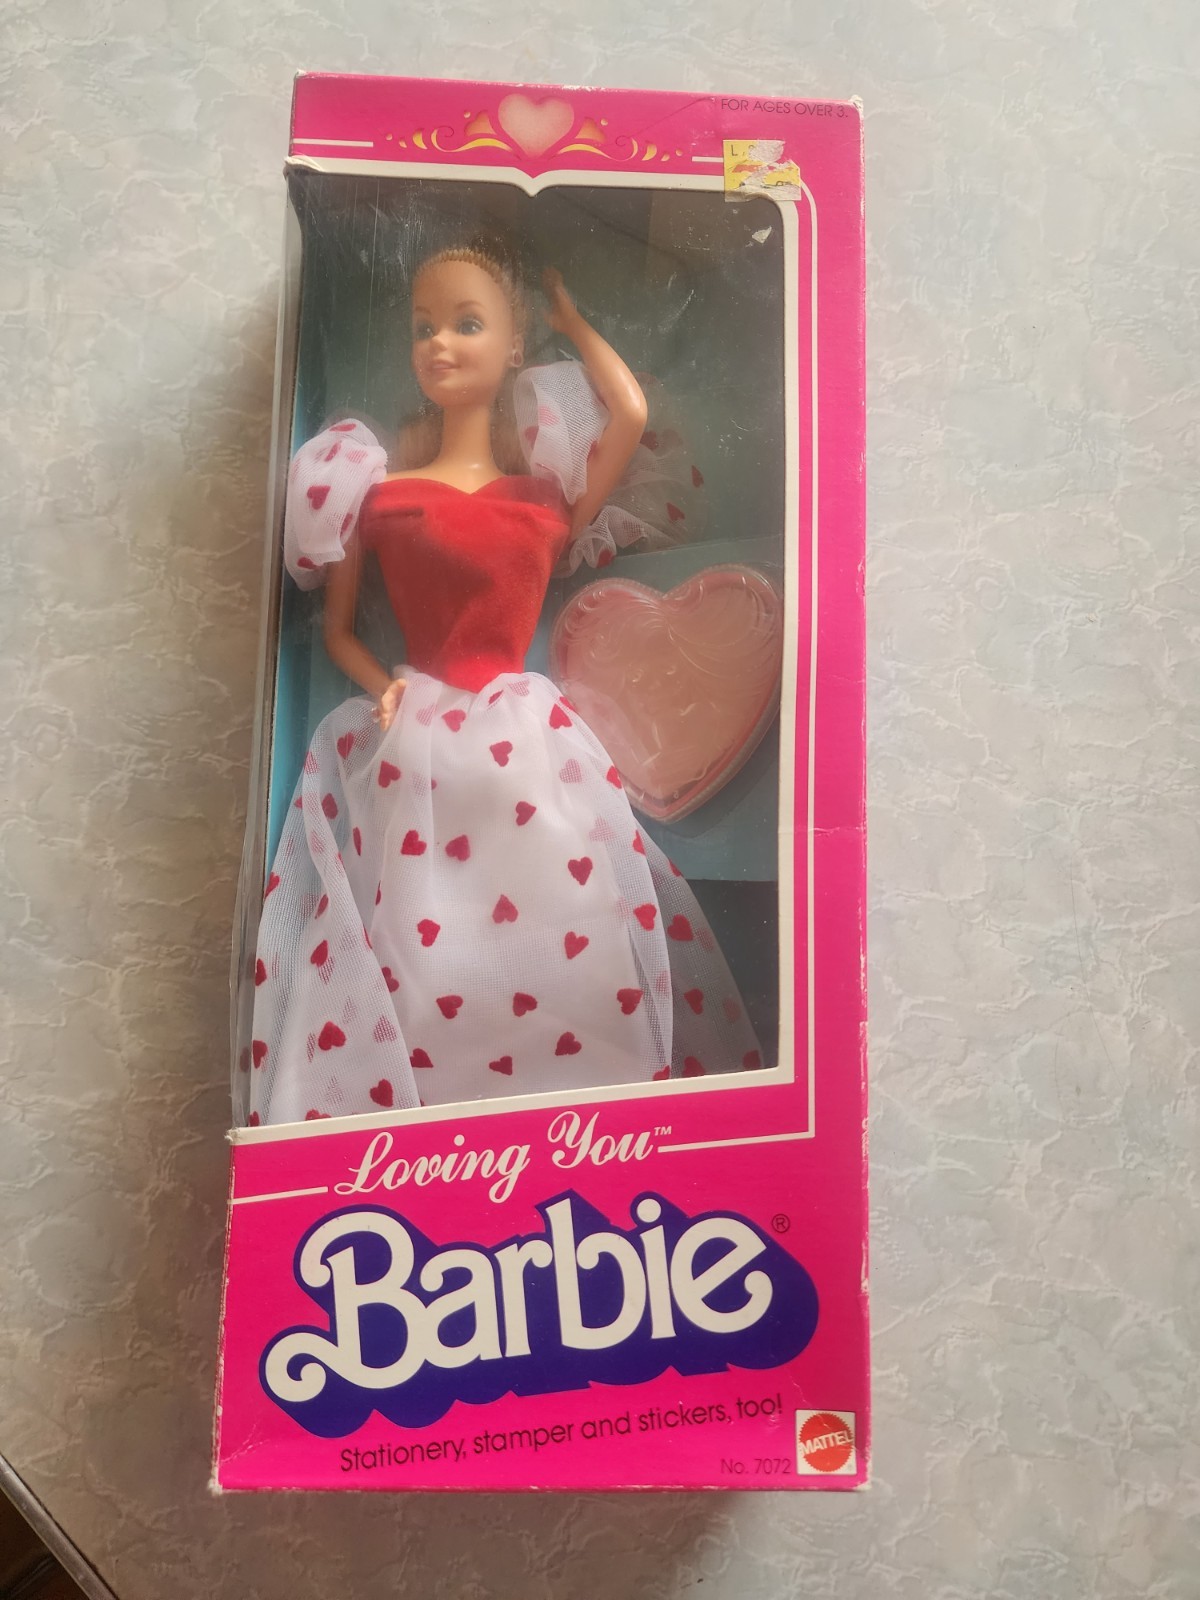 FOR AGES OVER 3.
Loving You™
Barbie®
Stationery, stamper and stickers, too!
MATTEL
No. 7072